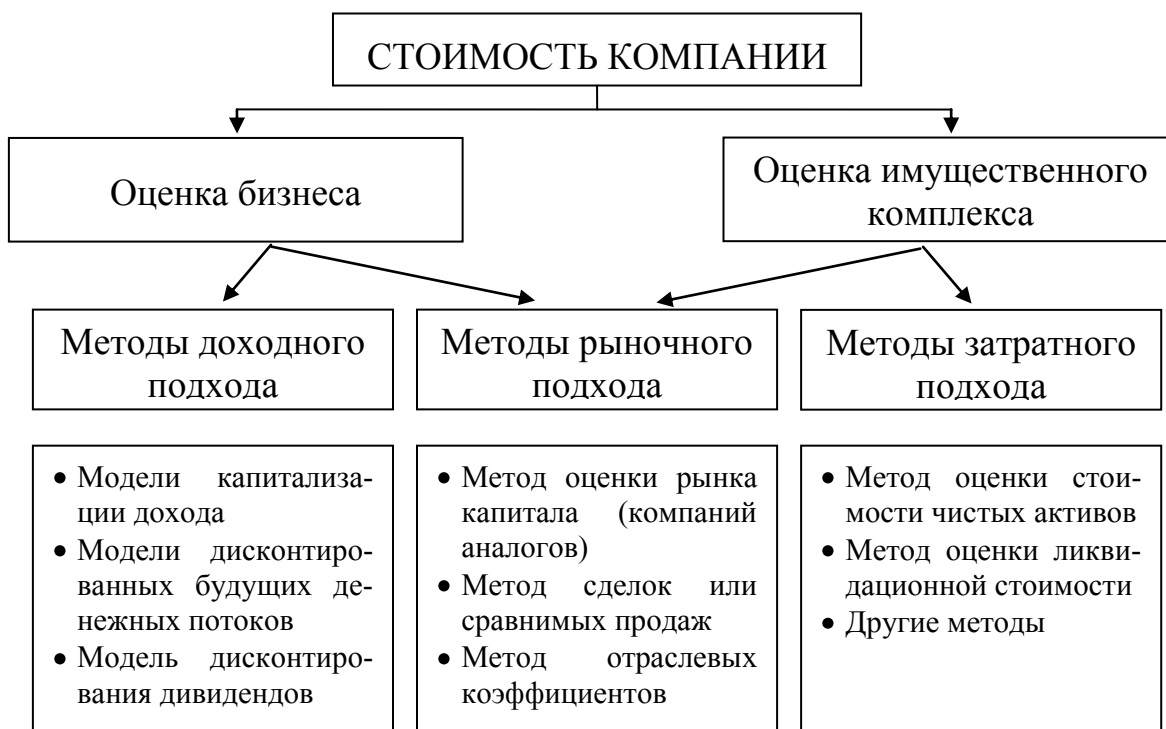 СТОИМОСТЬ КОМПАНИИ
Оценка бизнеса
Оценка имущественного
комплекса
Методы доходного
подхода
Методы рыночного
подхода
Методы затратного
подхода
• Модели капитализа-
ции дохода
• Модели дисконтиро-
ванных будущих де-
нежных потоков
• Модель дисконтиро-
вания дивидендов
• Метод оценки рынка
капитала (компаний
аналогов)
• Метод сделок или
сравнимых продаж
• Метод отраслевых
коэффициентов
• Метод оценки стои-
мости чистых активов
• Метод оценки ликви-
дационной стоимости
• Другие методы